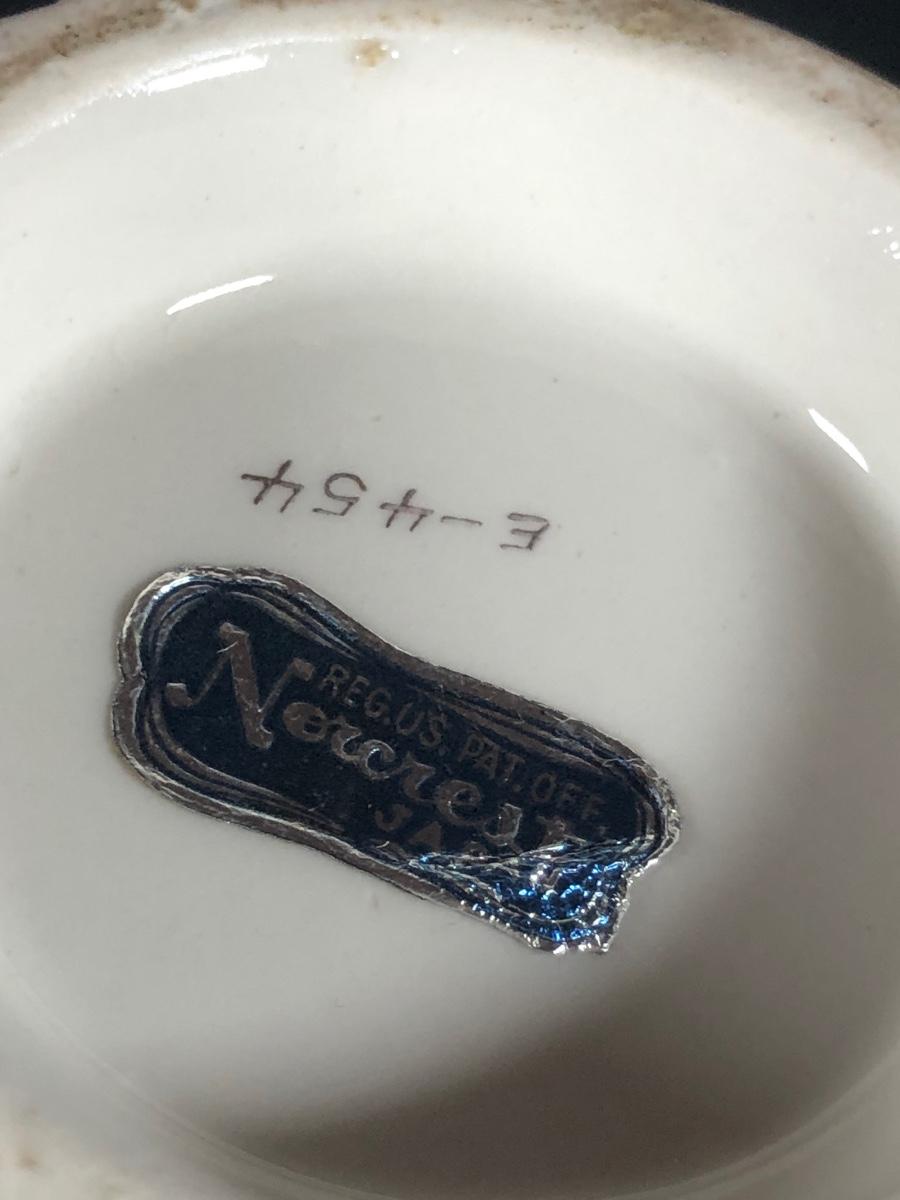 E-454
REG. US. PAT. OFF.
Norcrest